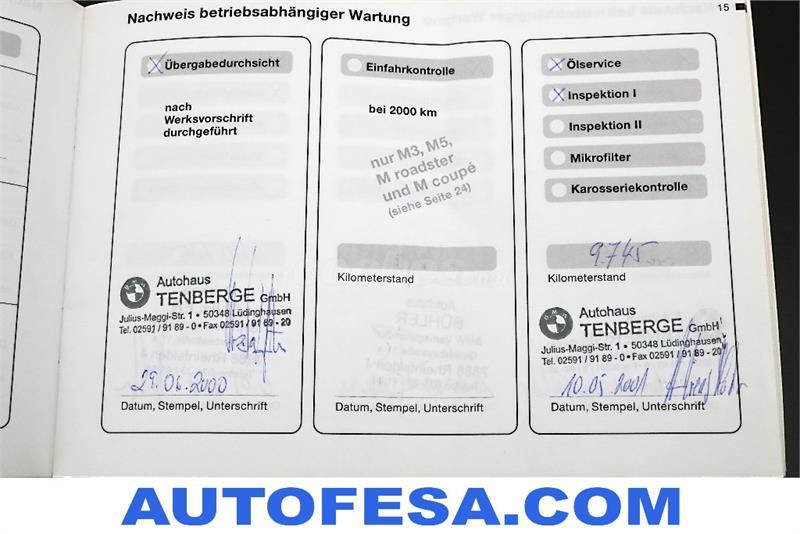 Nachweis betriebsabhängiger Wartung
15
Übergabedurchsicht
nach
Werksvorschrift
durchgeführt
Autohaus
TENBERGE GmbH
Julius-Maggi-Str. 1 • 50348 Lüdinghausen
Tel. 02591 / 91 89 - 0 • Fax 02591 / 91 89 - 20
29.06.2000
Datum, Stempel, Unterschrift
Einfahrkontrolle
bei 2000 km
nur M3, M5,
M roadster
und M coupé
(siehe Seite 24)
Kilometerstand
Datum, Stempel, Unterschrift
Ölservice
Inspektion I
Inspektion II
Mikrofilter
Karosseriekontrolle
9.745
Kilometerstand
Autohaus
TENBERGE GmbH
Julius-Maggi-Str. 1 • 50348 Lüdinghausen
Tel. 02591 / 91 89 - 0 • Fax 02591 / 91 89 - 20
10.05.2001
Datum, Stempel, Unterschrift
AUTOFESA.COM